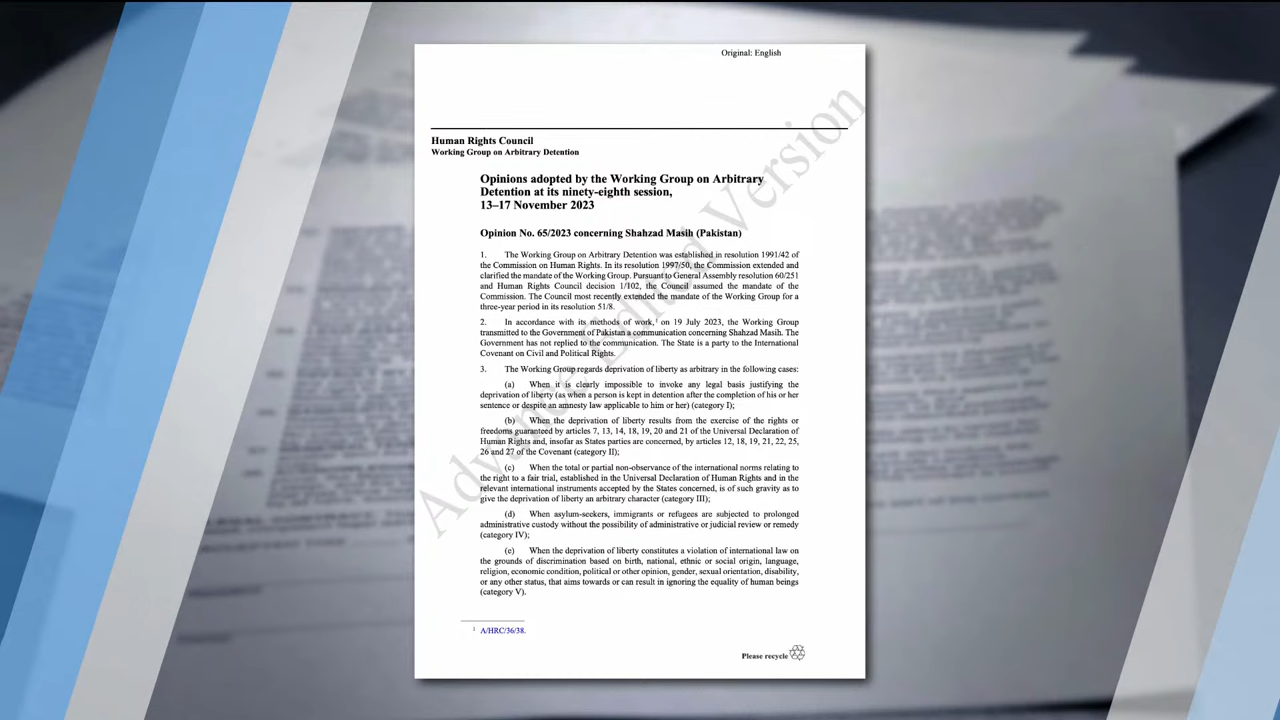 Original: English
Human Rights Council
Working Group on Arbitrary Detention
Opinions adopted by the Working Group on Arbitrary
Detention at its ninety-eighth session,
13–17 November 2023
Opinion No. 65/2023 concerning Shahzad Masih (Pakistan)
1. The Working Group on Arbitrary Detention was established in resolution 1991/42 of
the Commission on Human Rights. In its resolution 1997/50, the Commission extended and
clarified the mandate of the Working Group. Pursuant to General Assembly resolution 60/251
and Human Rights Council decision 1/102, the Council assumed the mandate of the
Commission. The Council most recently extended the mandate of the Working Group for a
three-year period in its resolution 51/8.
2. In accordance with its methods of work,1 on 19 July 2023, the Working Group
transmitted to the Government of Pakistan a communication concerning Shahzad Masih. The
Government has not replied to the communication. The State is a party to the International
Covenant on Civil and Political Rights.
3. The Working Group regards deprivation of liberty as arbitrary in the following cases:
(a) When it is clearly impossible to invoke any legal basis justifying the
deprivation of liberty (as when a person is kept in detention after the completion of his or her
sentence or despite an amnesty law applicable to him or her) (category I);
(b) When the deprivation of liberty results from the exercise of the rights or
freedoms guaranteed by articles 7, 13, 14, 18, 19, 20 and 21 of the Universal Declaration of
Human Rights and, insofar as States parties are concerned, by articles 12, 18, 19, 21, 22, 25,
26 and 27 of the Covenant (category II);
(c) When the total or partial non-observance of the international norms relating to
the right to a fair trial, established in the Universal Declaration of Human Rights and in the
relevant international instruments accepted by the States concerned, is of such gravity as to
give the deprivation of liberty an arbitrary character (category III);
(d) When asylum-seekers, immigrants or refugees are subjected to prolonged
administrative custody without the possibility of administrative or judicial review or remedy
(category IV);
(e) When the deprivation of liberty constitutes a violation of international law on
the grounds of discrimination based on birth, national, ethnic or social origin, language,
religion, economic condition, political or other opinion, gender, sexual orientation, disability,
or any other status, that aims towards or can result in ignoring the equality of human beings
(category V).
1 A/HRC/36/38.
Please recycle
Advance Edited Version